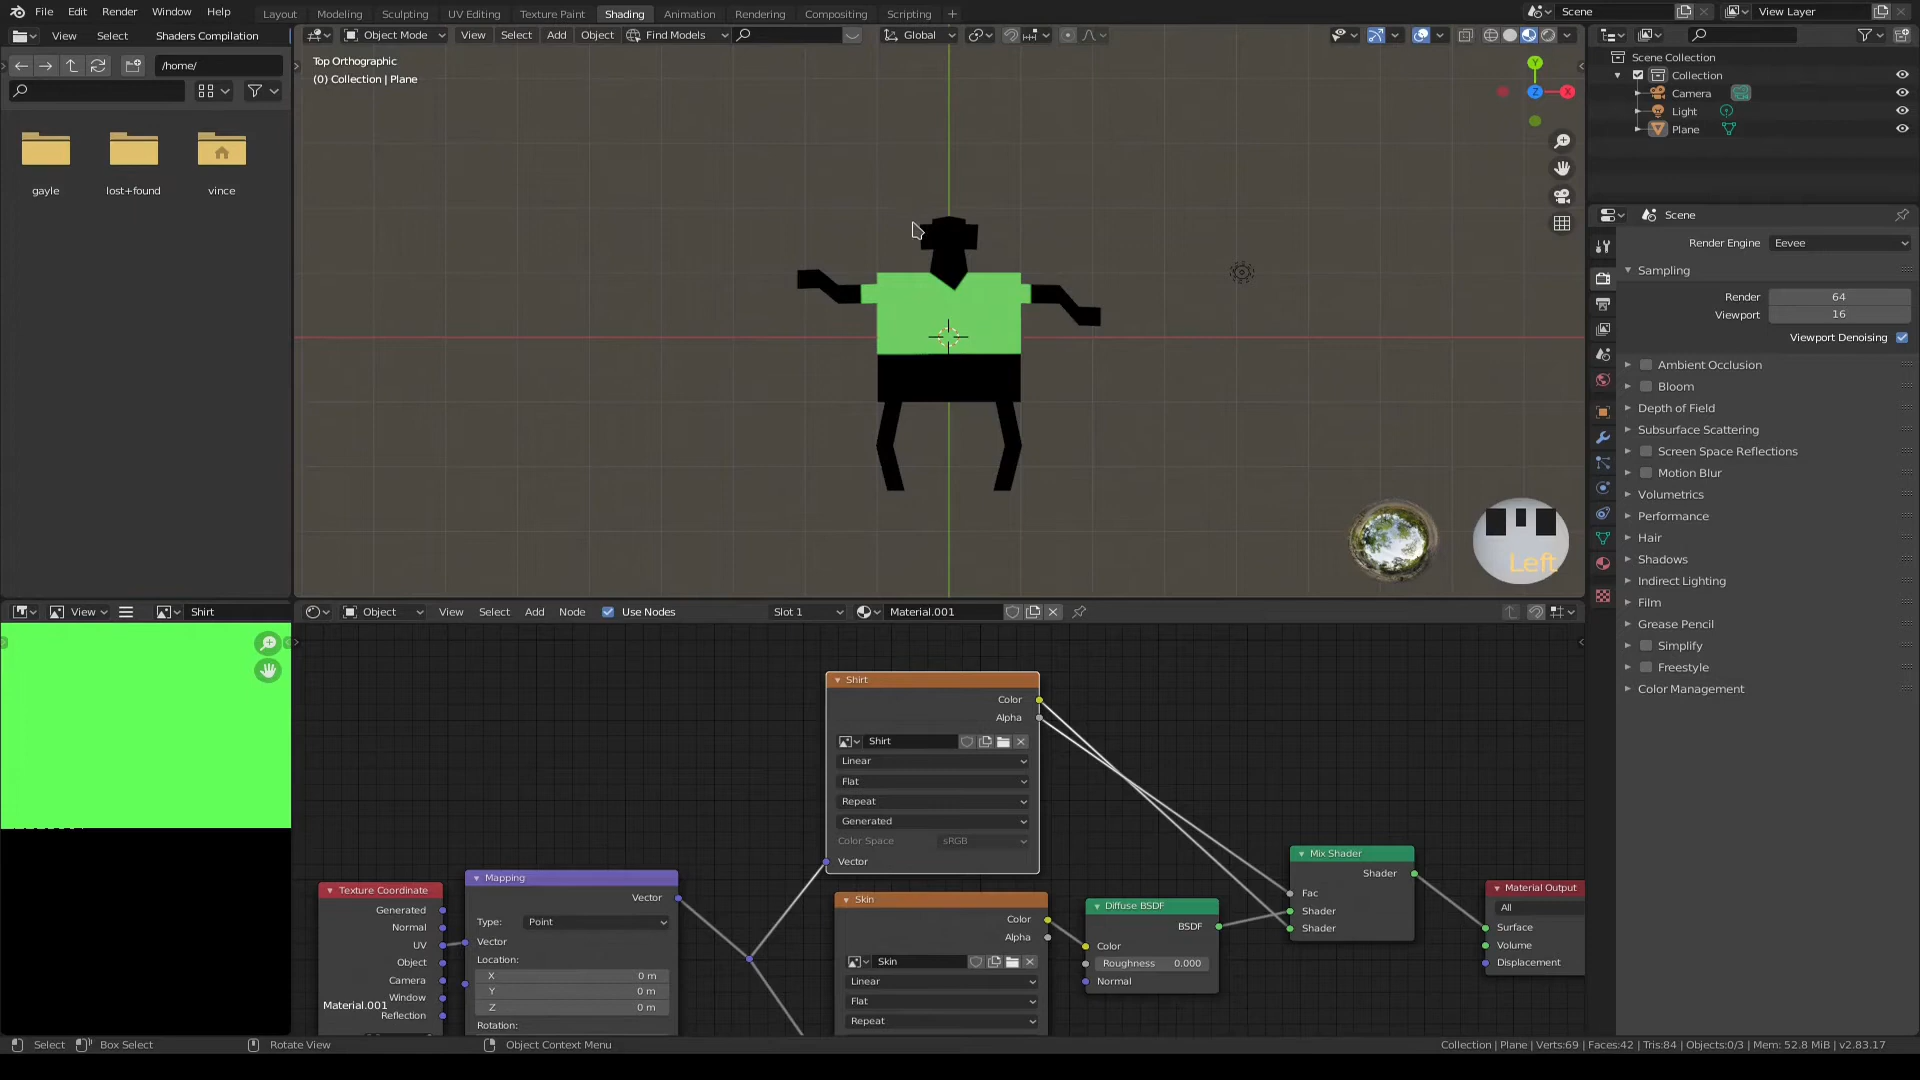 File Edit Render Window Help Layout Modeling Sculpting UV Editing Texture Paint Shading Animation Rendering Compositing Scripting + Scene View Layer
View Select Shaders Compilation
Object Mode View Select Add Object Find Models Global
/home/
gayle lost+found vince
Top Orthographic
(0) Collection | Plane
Y
Z
X
Left
Scene Collection
Collection
Camera
Light
Plane
Scene
Render Engine Eevee
Sampling
Render 64
Viewport 16
Viewport Denoising
Ambient Occlusion
Bloom
Depth of Field
Subsurface Scattering
Screen Space Reflections
Motion Blur
Volumetrics
Performance
Hair
Shadows
Indirect Lighting
Film
Grease Pencil
Simplify
Freestyle
Color Management
View Shirt
Object View Select Add Node Use Nodes Slot 1 Material.001
Shirt
Color
Alpha
Shirt
Linear
Flat
Repeat
Generated
Color Space sRGB
Vector
Texture Coordinate
Generated
Normal
UV
Object
Camera
Window
Reflection
Material.001
Mapping
Vector
Type: Point
Vector
Location:
X 0 m
Y 0 m
Z 0 m
Rotation:
Skin
Color
Alpha
Skin
Linear
Flat
Repeat
Diffuse BSDF
BSDF
Color
Roughness 0.000
Normal
Mix Shader
Shader
Fac
Shader
Shader
Material Output
All
Surface
Volume
Displacement
Select Box Select Rotate View Object Context Menu Collection | Plane | Verts:69 | Faces:42 | Tris:84 | Objects:0/3 | Mem: 52.8 MiB | v2.83.17